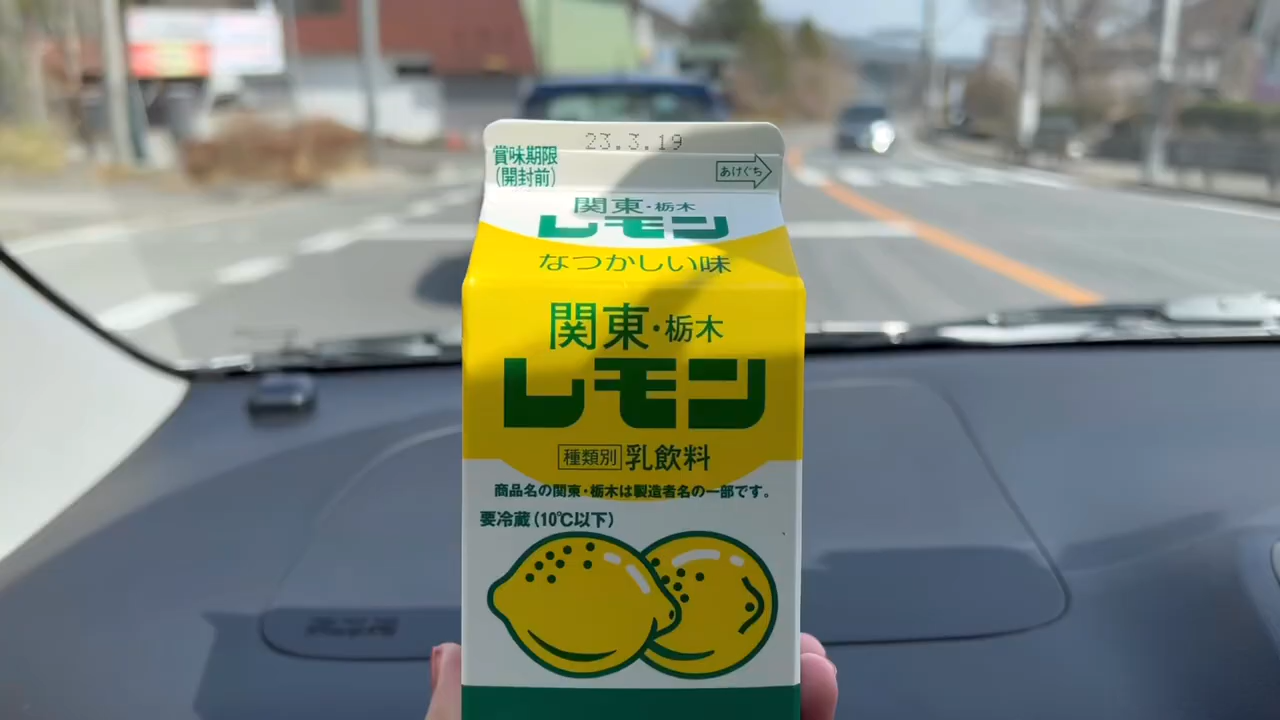 23.3.19
賞味期限
(開封前)
あけぐち
関東・栃木
レモン
なつかしい味
関東・栃木
レモン
種類別 乳飲料
商品名の関東・栃木は製造者名の一部です。
要冷蔵(10℃以下)